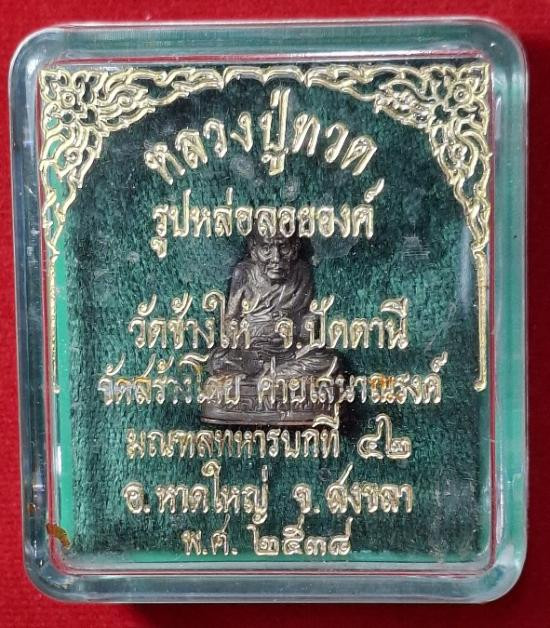 หลวงปู่ทวด
รูปหล่อลอยองค์
วัดช้างให้ จ.ปัตตานี
จัดสร้างโดย ค่ายเสนาณรงค์
มณฑลทหารบกที่ ๔๒
อ.หาดใหญ่ จ.สงขลา
พ.ศ. ๒๕๓๘